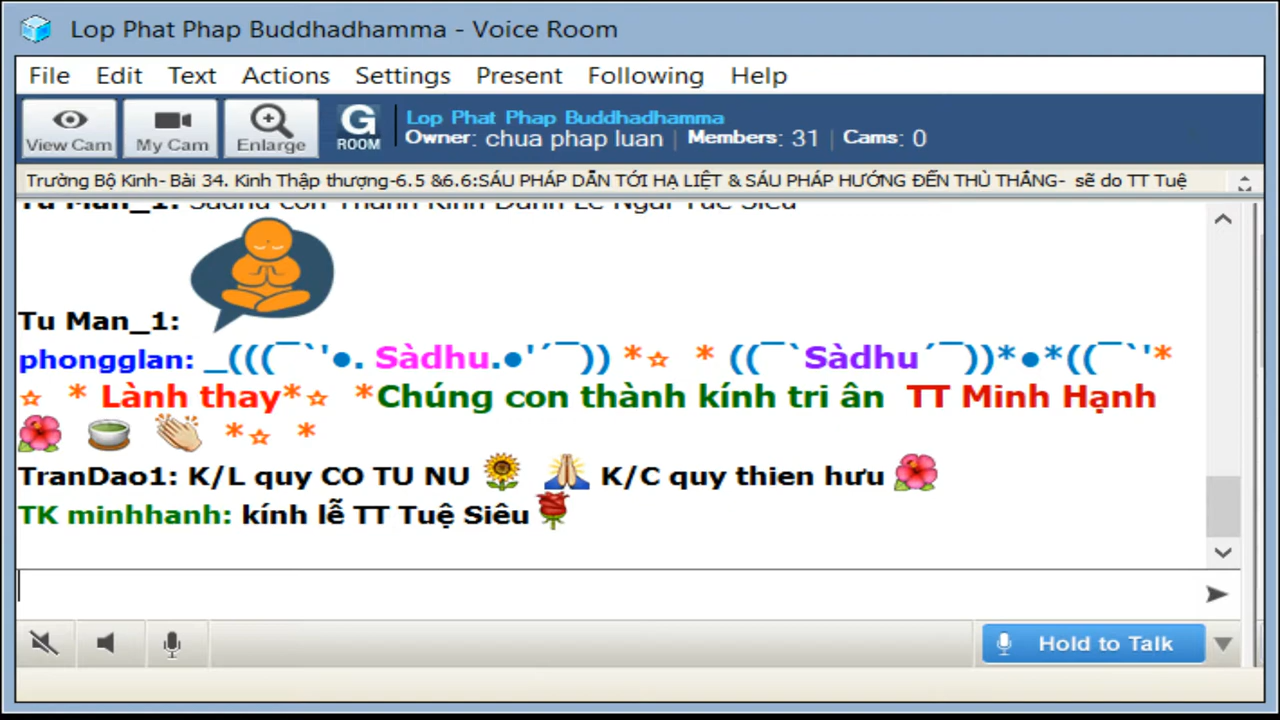 Lop Phat Phap Buddhadhamma - Voice Room
File Edit Text Actions Settings Present Following Help
View Cam My Cam Enlarge G ROOM
Lop Phat Phap Buddhadhamma
Owner: chua phap luan | Members: 31 | Cams: 0
Trường Bộ Kinh- Bài 34. Kinh Thập thượng-6.5 &6.6:SÁU PHÁP DẪN TỚI HẠ LIỆT & SÁU PHÁP HƯỚNG ĐẾN THÙ THẮNG- sẽ do TT Tuệ
Tu Man_1:
Tu Man_1:
phongglan: _(((¯`'●. Sàdhu.●'´¯)) *☆ * ((¯`Sàdhu´¯))*●*((¯`'*
☆ * Lành thay*☆ *Chúng con thành kính tri ân TT Minh Hạnh
*☆ *
TranDao1: K/L quy CO TU NU 🌻 🙏 K/C quy thien hưu 🌺
TK minhhanh: kính lễ TT Tuệ Siêu 🌹
Hold to Talk